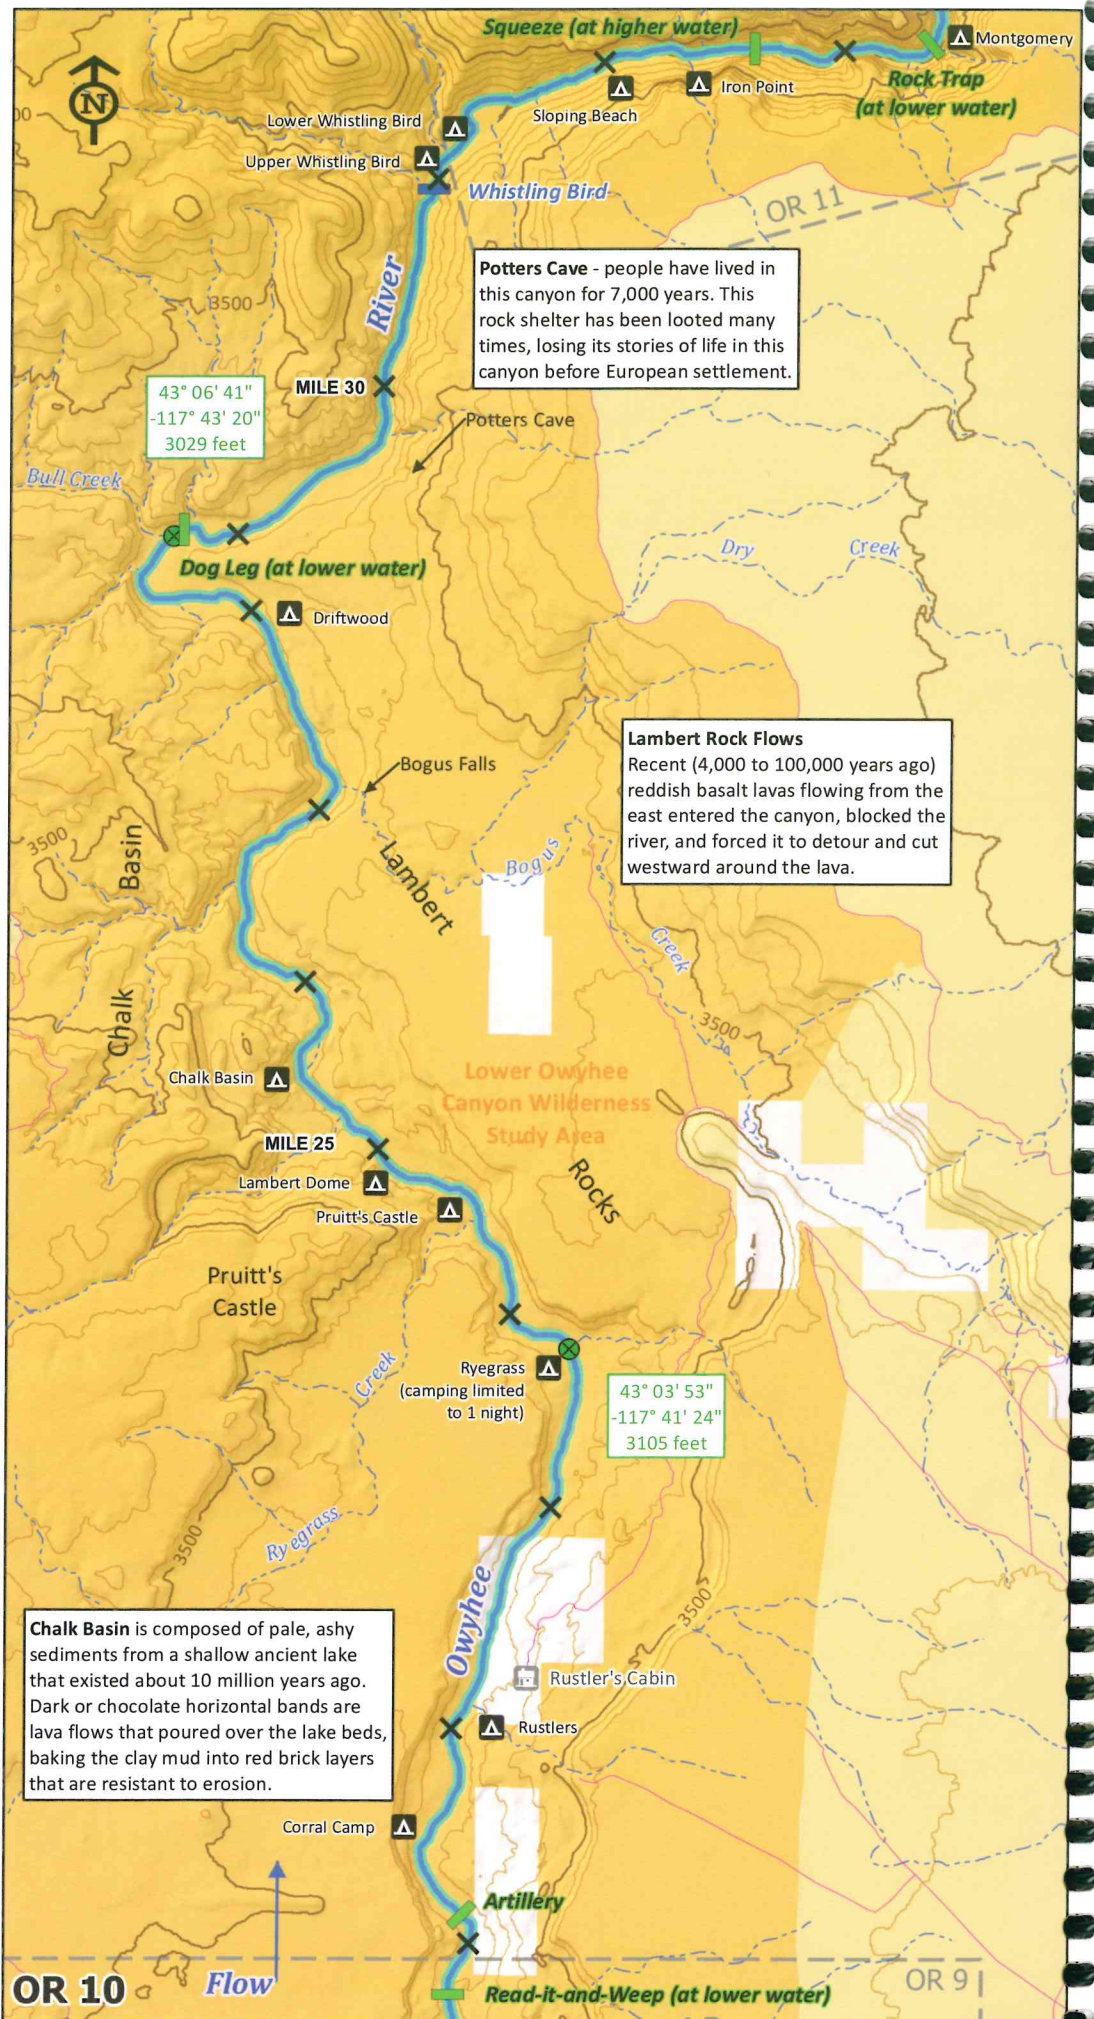 Squeeze (at higher water)
Montgomery
N
00
Iron Point
Rock Trap
(at lower water)
Sloping Beach
Lower Whistling Bird
Upper Whistling Bird
Whistling Bird
OR 11
Potters Cave - people have lived in
this canyon for 7,000 years. This
rock shelter has been looted many
times, losing its stories of life in this
canyon before European settlement.
River
3500
MILE 30
43° 06' 41"
-117° 43' 20"
3029 feet
Potters Cave
Bull Creek
Dry Creek
Dog Leg (at lower water)
Driftwood
Lambert Rock Flows
Recent (4,000 to 100,000 years ago)
reddish basalt lavas flowing from the
east entered the canyon, blocked the
river, and forced it to detour and cut
westward around the lava.
Bogus Falls
3500
Chalk Basin
Lambert
Bogus
Creek
3500
Chalk Basin
Lower Owyhee
Canyon Wilderness
Study Area
MILE 25
Lambert Dome
Rocks
Pruitt's Castle
Pruitt's
Castle
Ryegrass
(camping limited
to 1 night)
43° 03' 53"
-117° 41' 24"
3105 feet
Ryegrass Creek
3500
3500
Owyhee
Chalk Basin is composed of pale, ashy
sediments from a shallow ancient lake
that existed about 10 million years ago.
Dark or chocolate horizontal bands are
lava flows that poured over the lake beds,
baking the clay mud into red brick layers
that are resistant to erosion.
Rustler's Cabin
Rustlers
Corral Camp
Artillery
OR 10
Flow
Read-it-and-Weep (at lower water)
OR 9